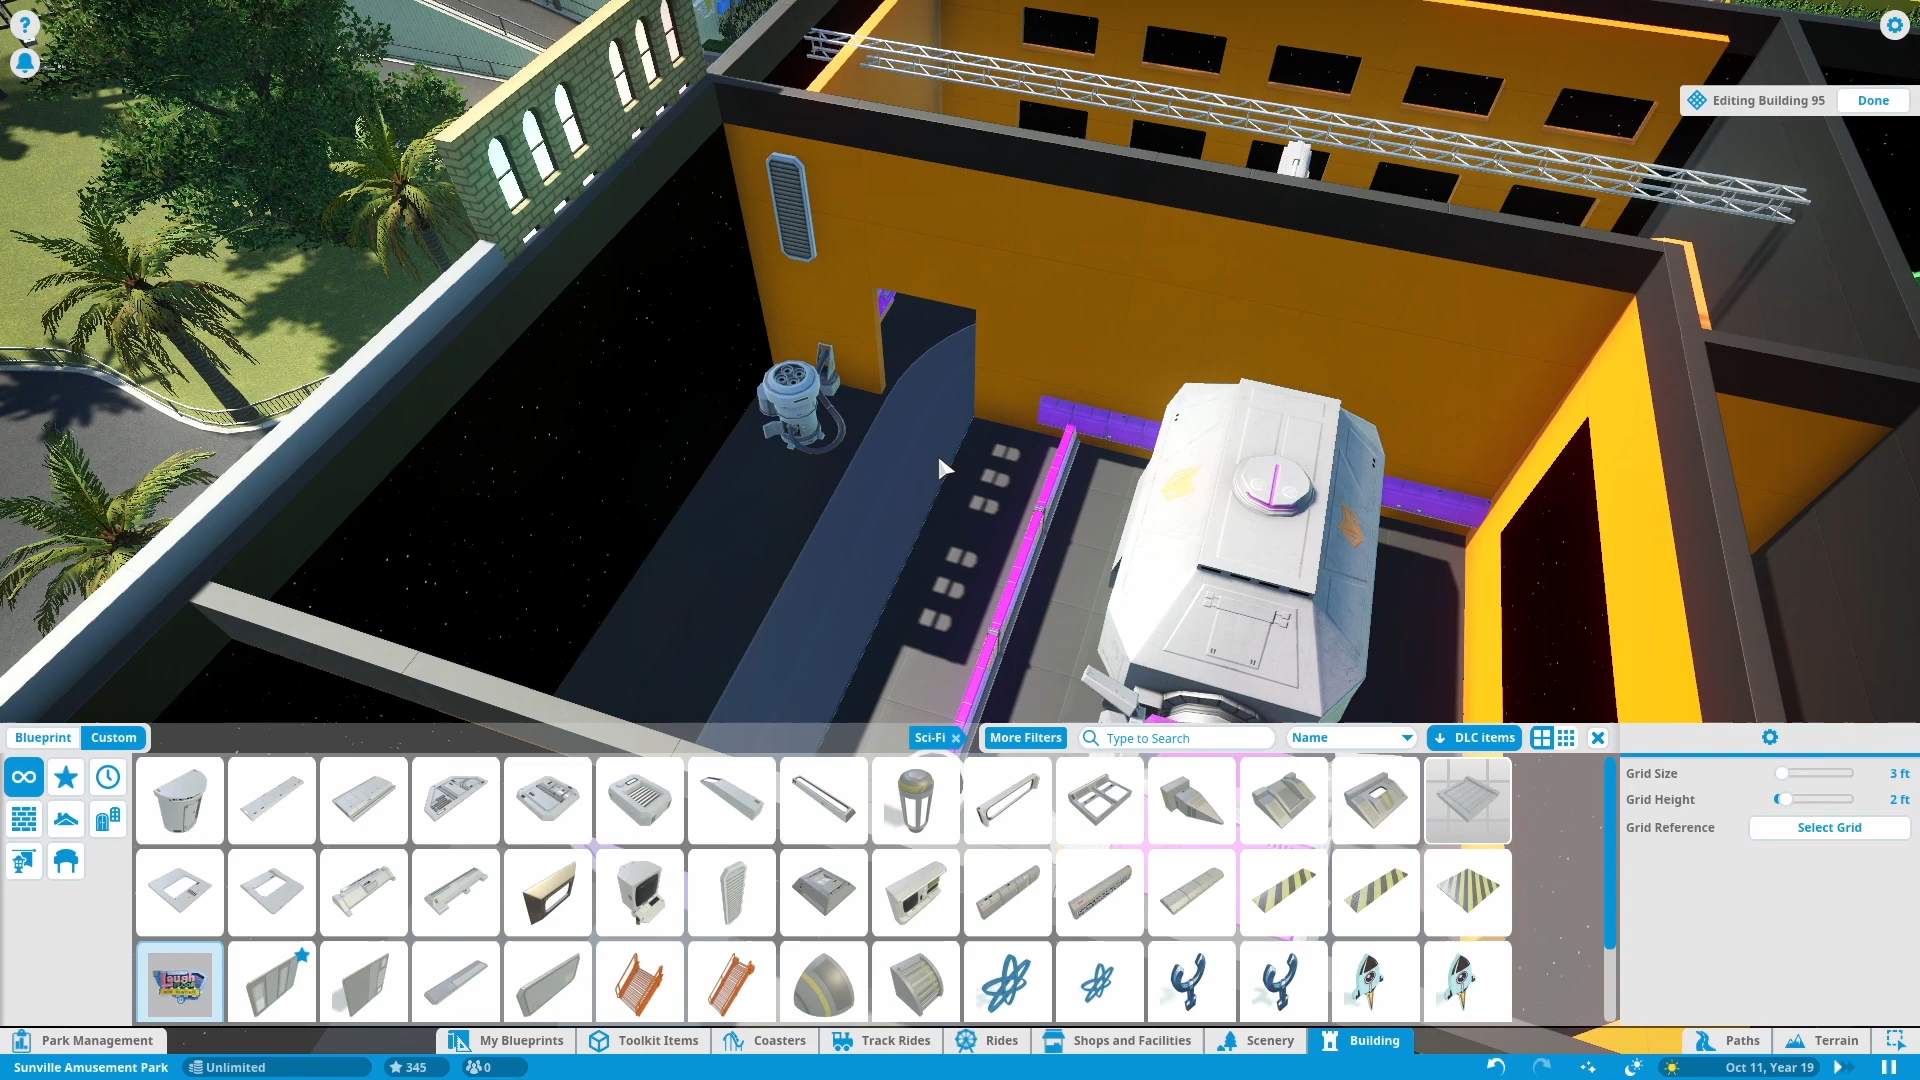 ?
Editing Building 95
Done
Blueprint
Custom
Sci-Fi
More Filters
Type to Search
Name
DLC items
Grid Size
3 ft
Grid Height
2 ft
Grid Reference
Select Grid
Laugh
Park Management
My Blueprints
Toolkit Items
Coasters
Track Rides
Rides
Shops and Facilities
Scenery
Building
Paths
Terrain
Sunville Amusement Park
Unlimited
345
0
Oct 11, Year 19